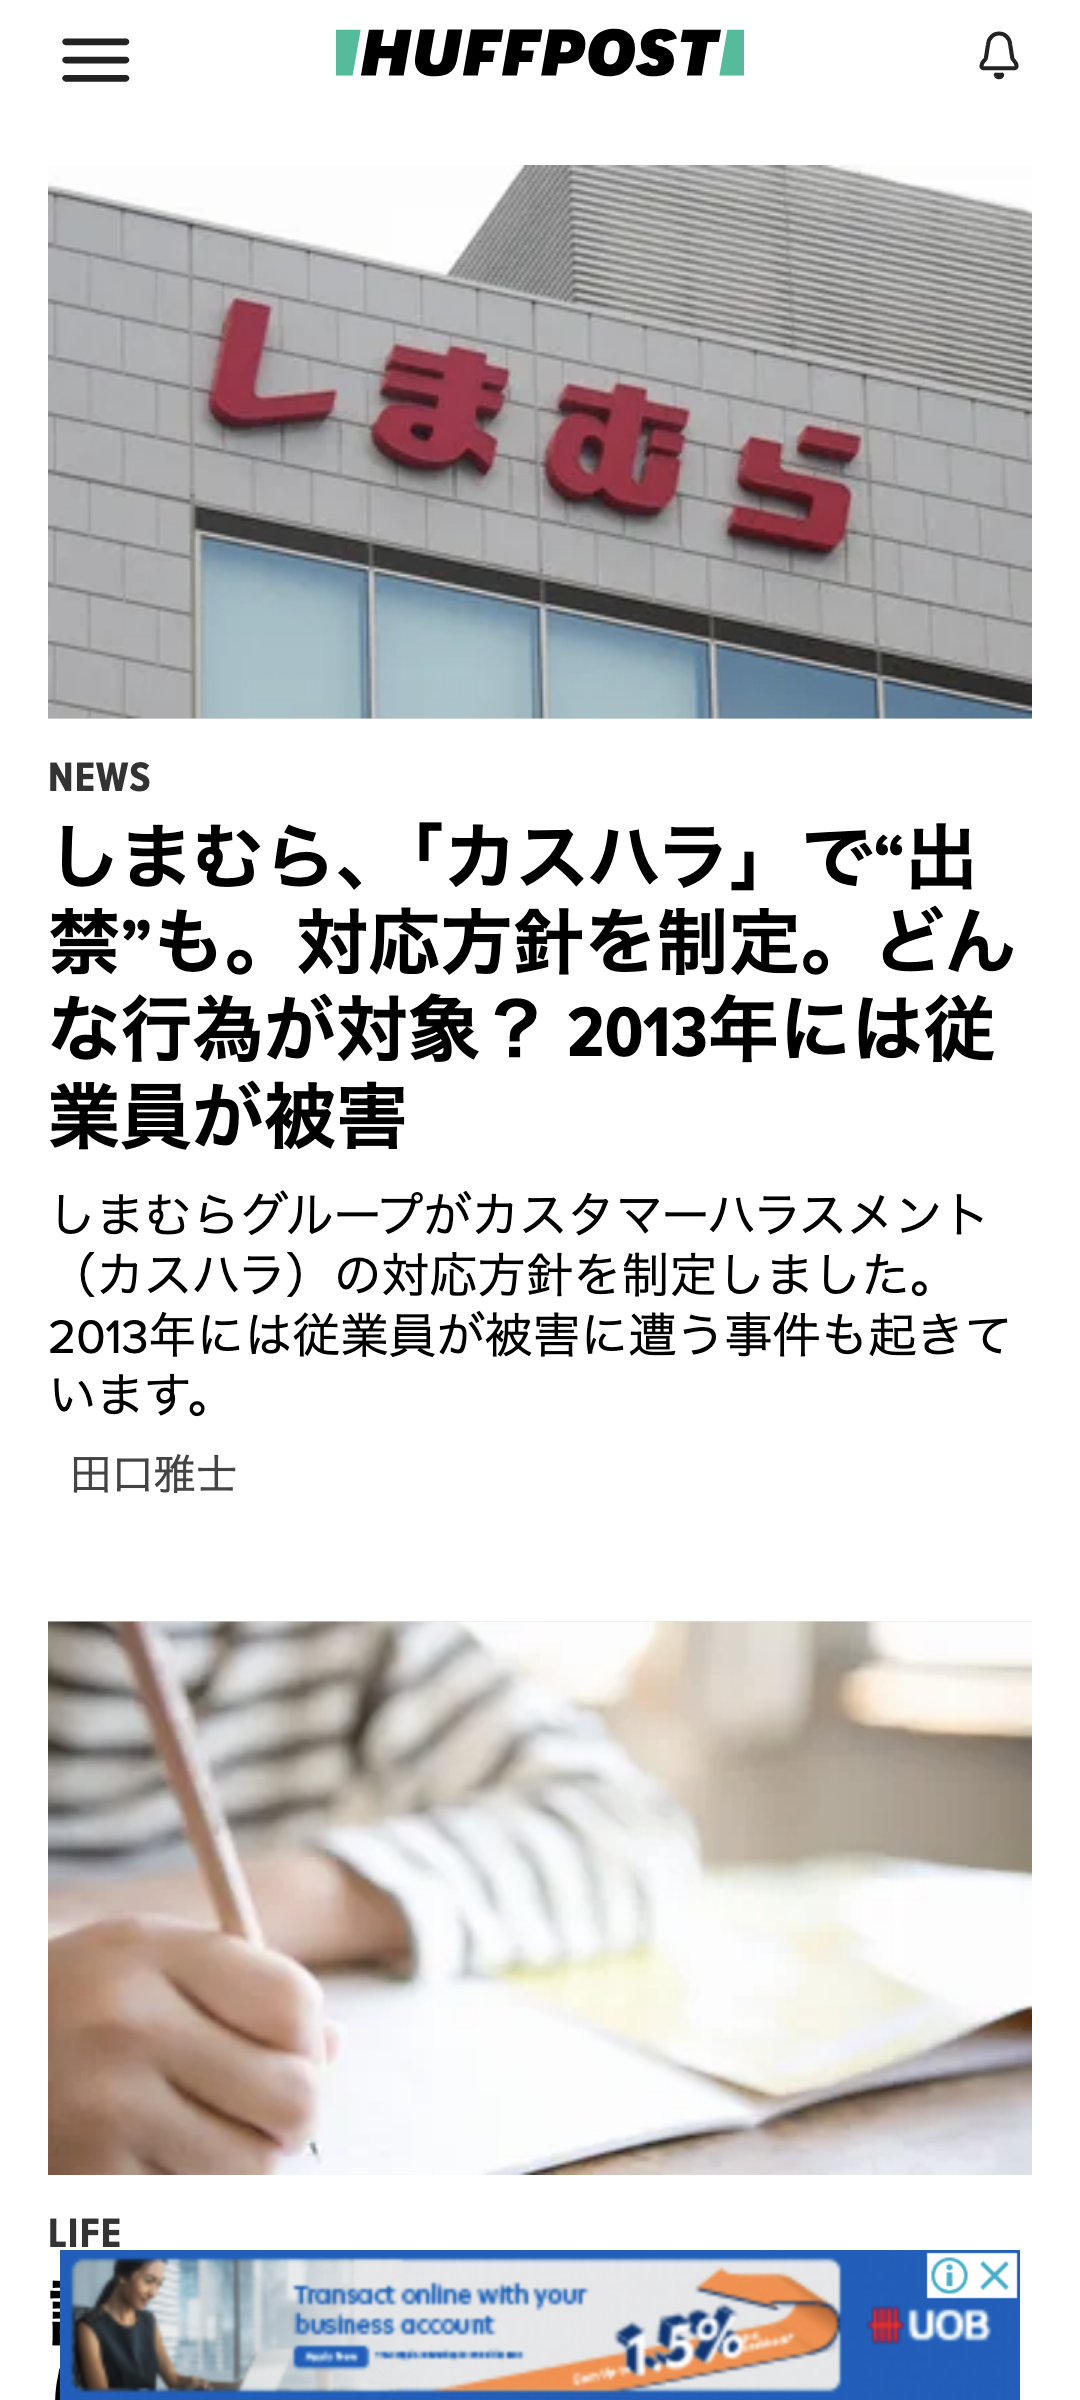 HUFFPOST
しまむら
NEWS
しまむら、「カスハラ」で“出
禁”も。対応方針を制定。どん
な行為が対象？ 2013年には従
業員が被害
しまむらグループがカスタマーハラスメント
（カスハラ）の対応方針を制定しました。
2013年には従業員が被害に遭う事件も起きて
います。
田口雅士
LIFE
Transact online with your
business account
Apply Now
1.5%
UOB